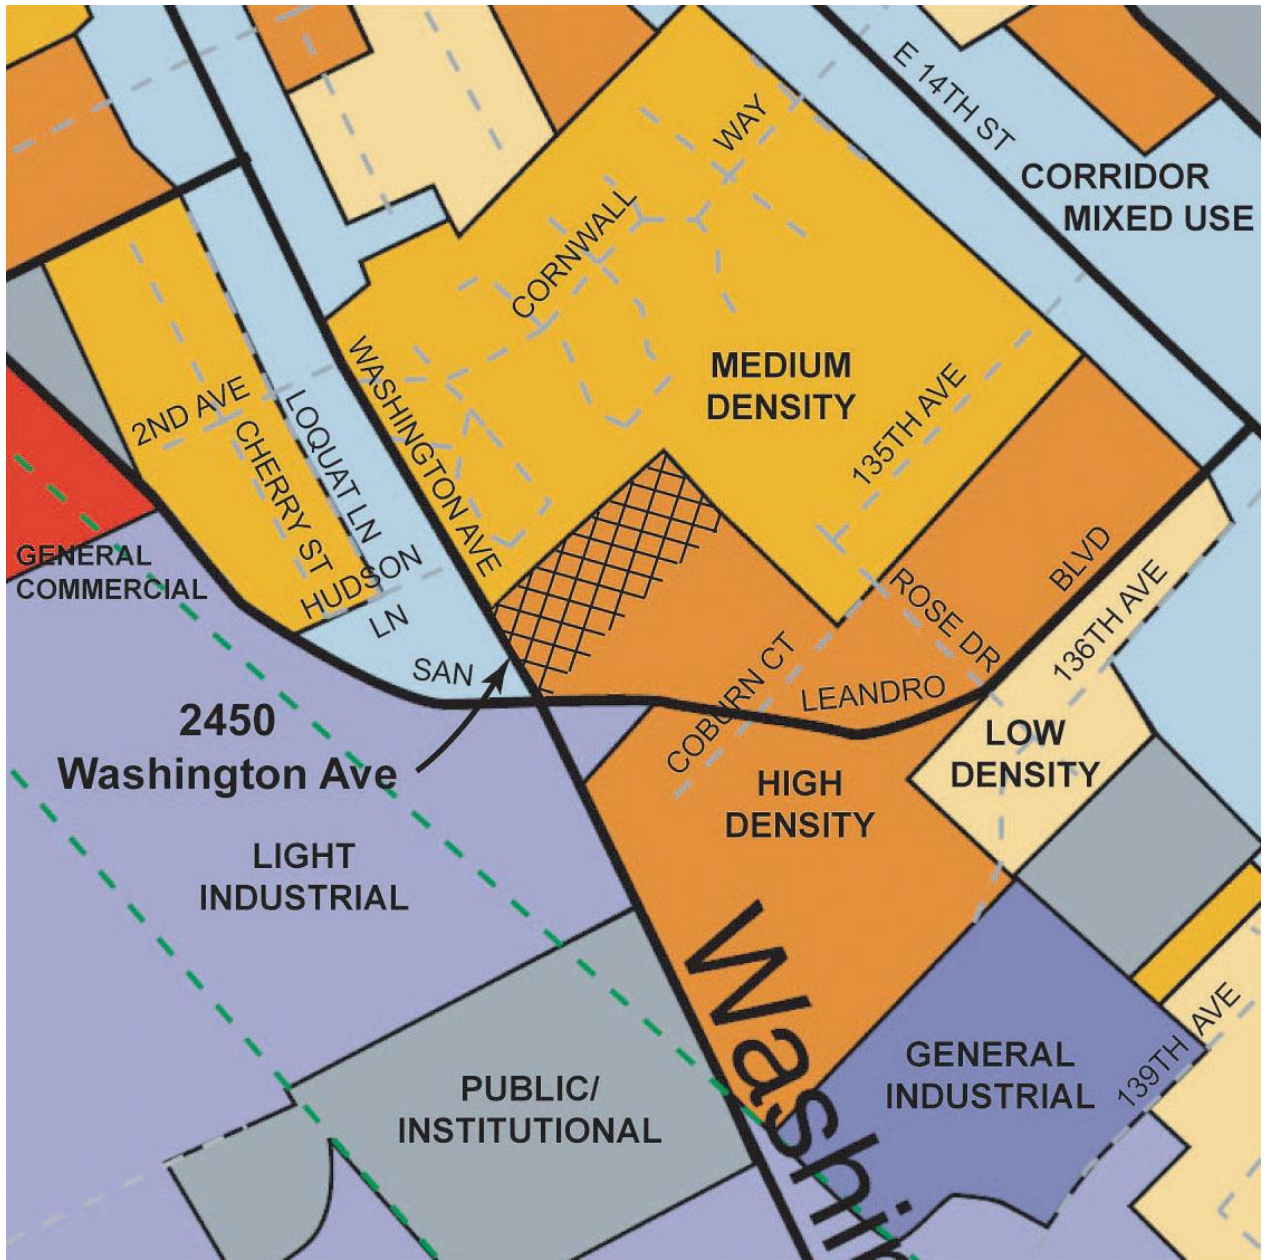 E 14TH ST
WAY
CORRIDOR
MIXED USE
CORNWALL
WASHINGTON AVE
MEDIUM
DENSITY
135TH AVE
2ND AVE
LOQUAT LN
CHERRY ST
GENERAL
COMMERCIAL
HUDSON
LN
SAN
LEANDRO
BLVD
ROSE DR
136TH AVE
COBURN CT
2450
Washington Ave
LOW
DENSITY
HIGH
DENSITY
LIGHT
INDUSTRIAL
Washin
GENERAL
INDUSTRIAL
139TH AVE
PUBLIC/
INSTITUTIONAL